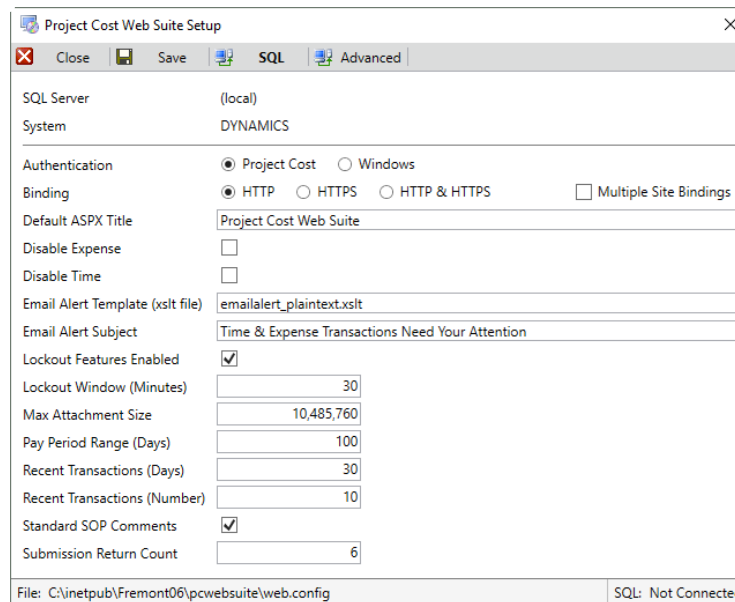 Project Cost Web Suite Setup
Close Save SQL Advanced
SQL Server (local)
System DYNAMICS
Authentication Project Cost Windows
Binding HTTP HTTPS HTTP & HTTPS Multiple Site Bindings
Default ASPX Title Project Cost Web Suite
Disable Expense
Disable Time
Email Alert Template (xslt file) emailalert_plaintext.xslt
Email Alert Subject Time & Expense Transactions Need Your Attention
Lockout Features Enabled
Lockout Window (Minutes) 30
Max Attachment Size 10,485,760
Pay Period Range (Days) 100
Recent Transactions (Days) 30
Recent Transactions (Number) 10
Standard SOP Comments
Submission Return Count 6
File: C:\inetpub\Fremont06\pcwebsuite\web.config SQL: Not Connected